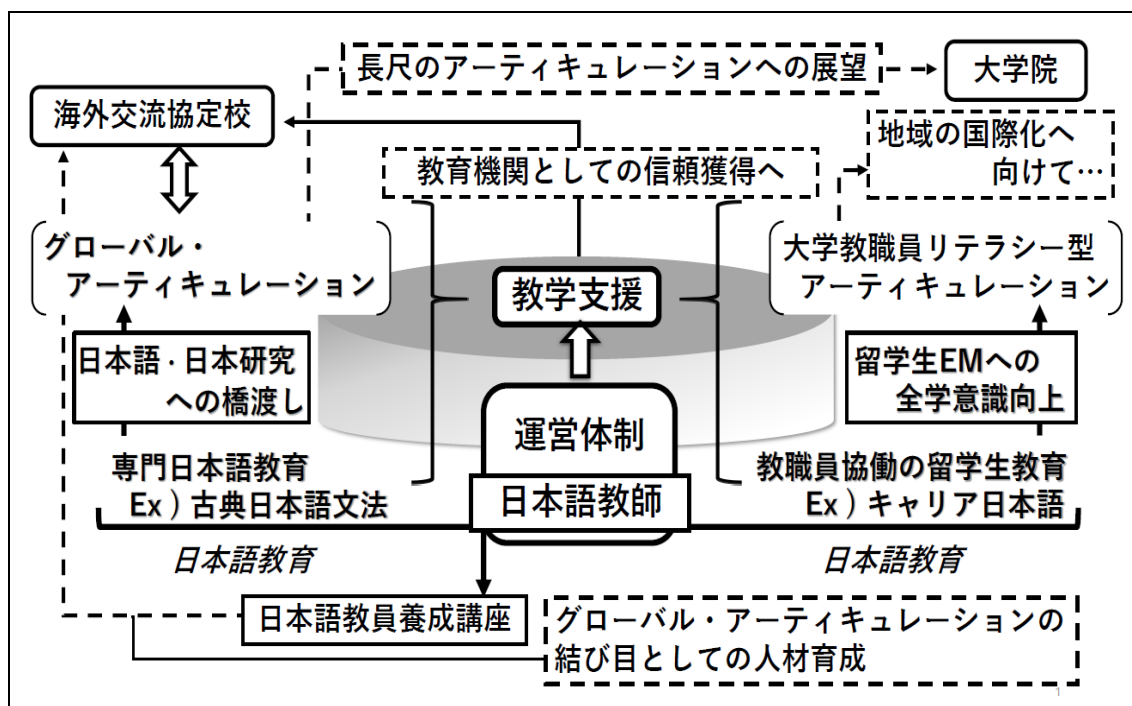 長尺のアーティキュレーションへの展望
大学院
海外交流協定校
地域の国際化へ
向けて…
教育機関としての信頼獲得へ
グローバル・
アーティキュレーション
大学教職員リテラシー型
アーティキュレーション
教学支援
日本語・日本研究
への橋渡し
留学生EMへの
全学意識向上
運営体制
専門日本語教育
Ex）古典日本語文法
教職員協働の留学生教育
Ex）キャリア日本語
日本語教師
日本語教育
日本語教育
日本語教員養成講座
グローバル・アーティキュレーションの
結び目としての人材育成
1